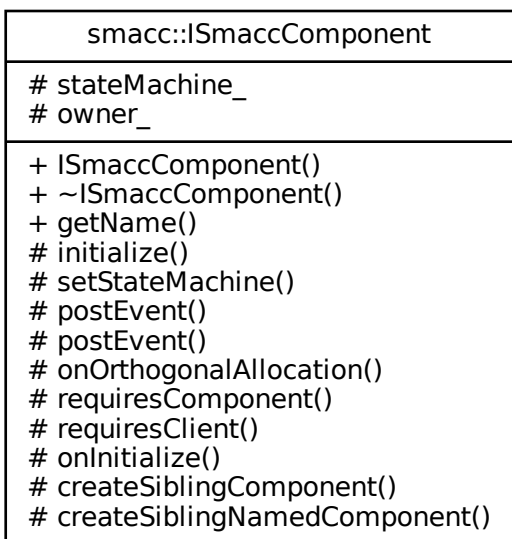 smacc::ISmaccComponent
# stateMachine_
# owner_
+ ISmaccComponent()
+ ~ISmaccComponent()
+ getName()
# initialize()
# setStateMachine()
# postEvent()
# postEvent()
# onOrthogonalAllocation()
# requiresComponent()
# requiresClient()
# onInitialize()
# createSiblingComponent()
# createSiblingNamedComponent()